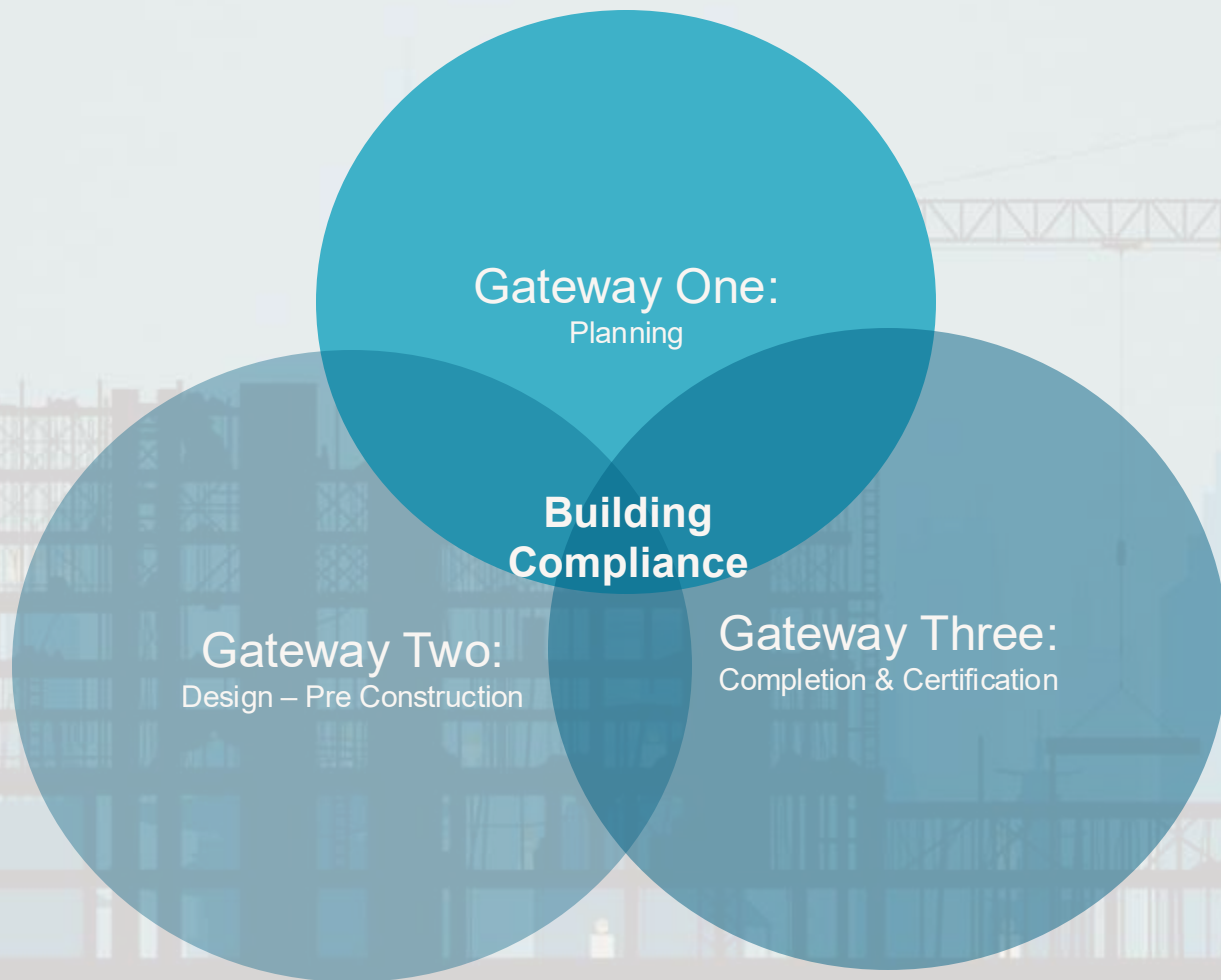 Gateway One:
Planning
Building
Compliance
Gateway Two:
Design – Pre Construction
Gateway Three:
Completion & Certification